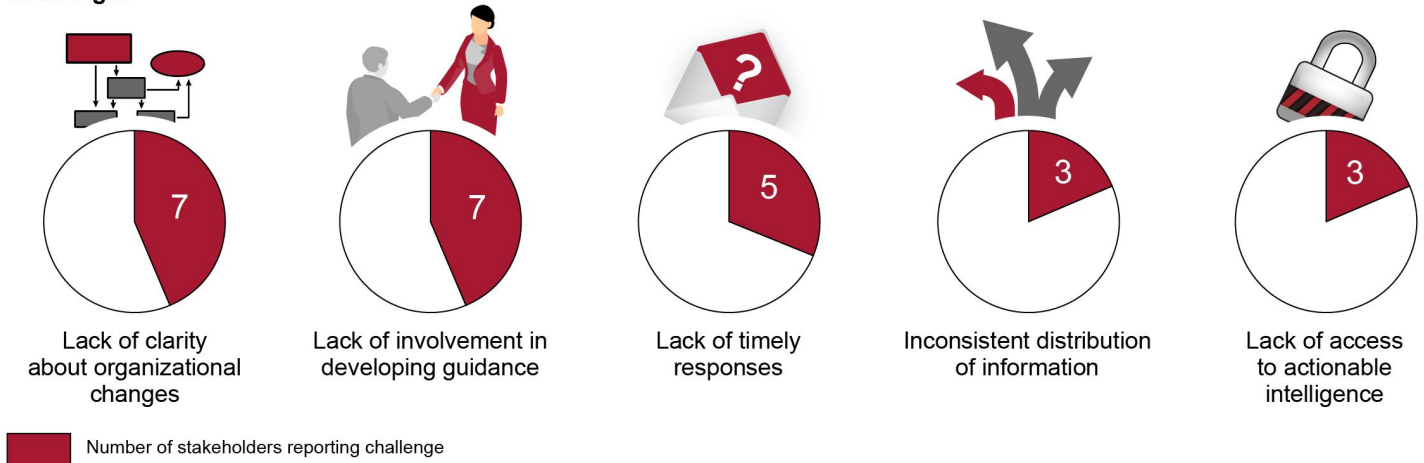 7
7
5
3
3
Lack of clarity
about organizational
changes
Lack of involvement in
developing guidance
Lack of timely
responses
Inconsistent distribution
of information
Lack of access
to actionable
intelligence
Number of stakeholders reporting challenge
?